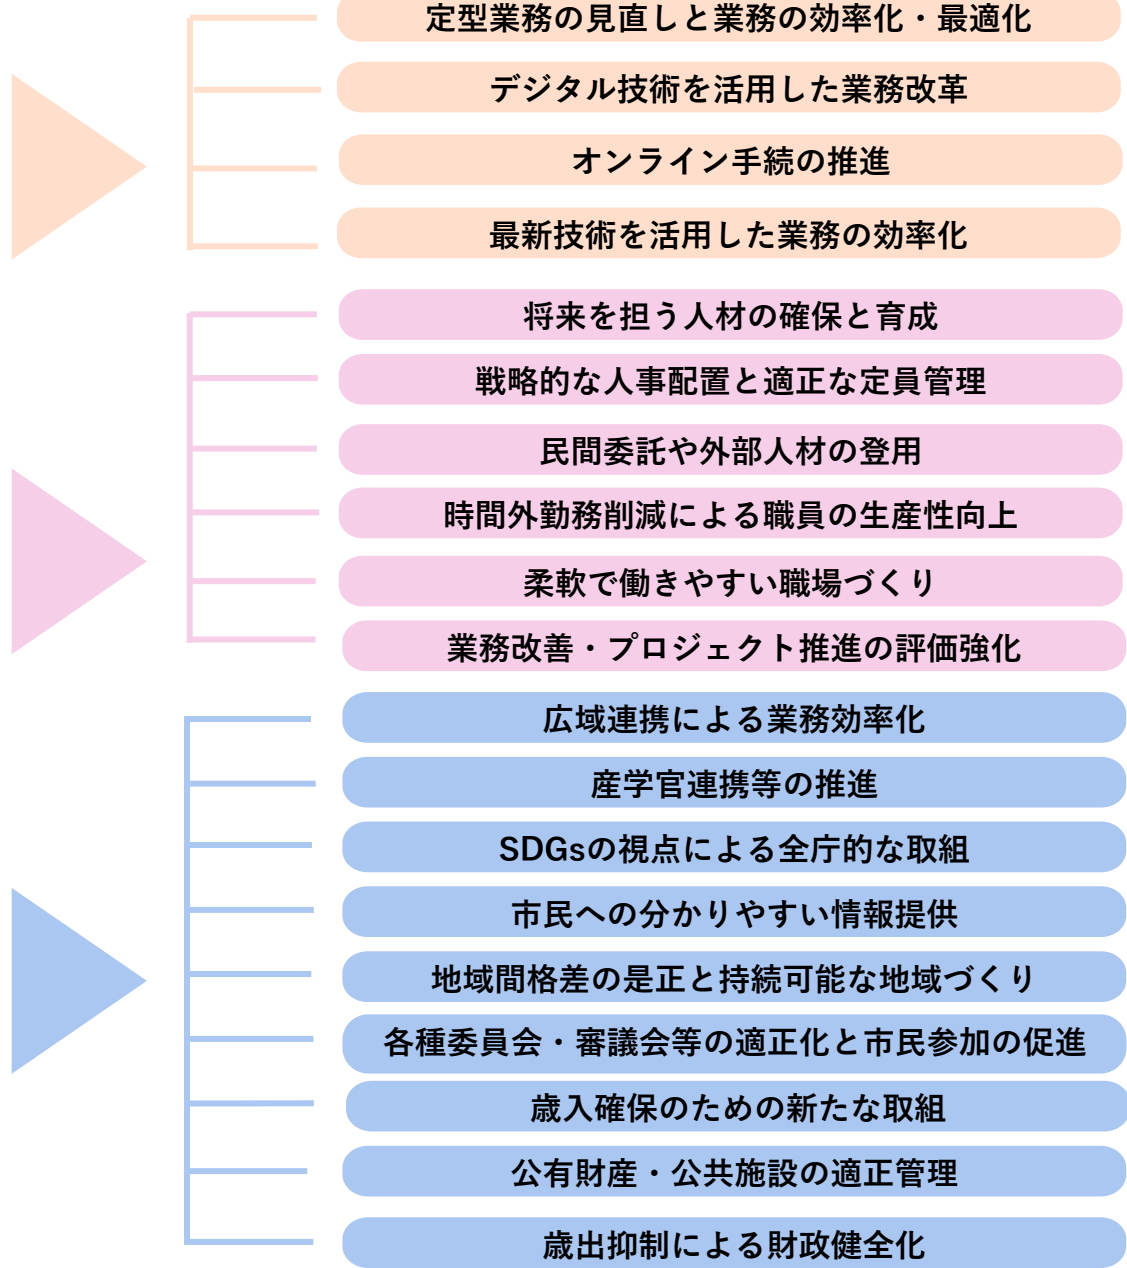 定型業務の見直しと業務の効率化・最適化
デジタル技術を活用した業務改革
オンライン手続の推進
最新技術を活用した業務の効率化
将来を担う人材の確保と育成
戦略的な人事配置と適正な定員管理
民間委託や外部人材の登用
時間外勤務削減による職員の生産性向上
柔軟で働きやすい職場づくり
業務改善・プロジェクト推進の評価強化
広域連携による業務効率化
産学官連携等の推進
SDGsの視点による全庁的な取組
市民への分かりやすい情報提供
地域間格差の是正と持続可能な地域づくり
各種委員会・審議会等の適正化と市民参加の促進
歳入確保のための新たな取組
公有財産・公共施設の適正管理
歳出抑制による財政健全化